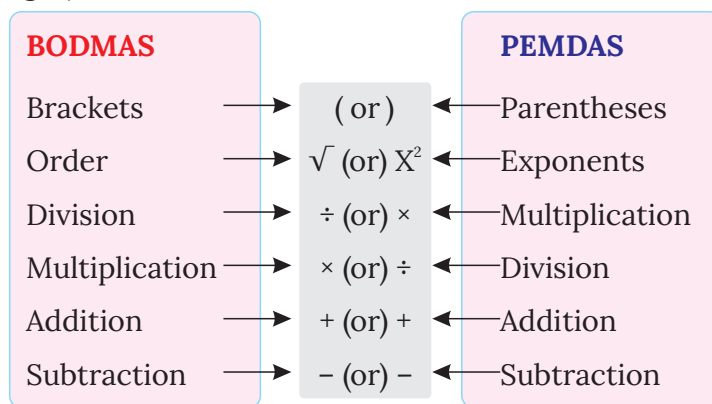 BODMAS PEMDAS
Brackets ( or ) Parentheses
Order √ (or) X² Exponents
Division ÷ (or) × Multiplication
Multiplication × (or) ÷ Division
Addition + (or) + Addition
Subtraction – (or) – Subtraction